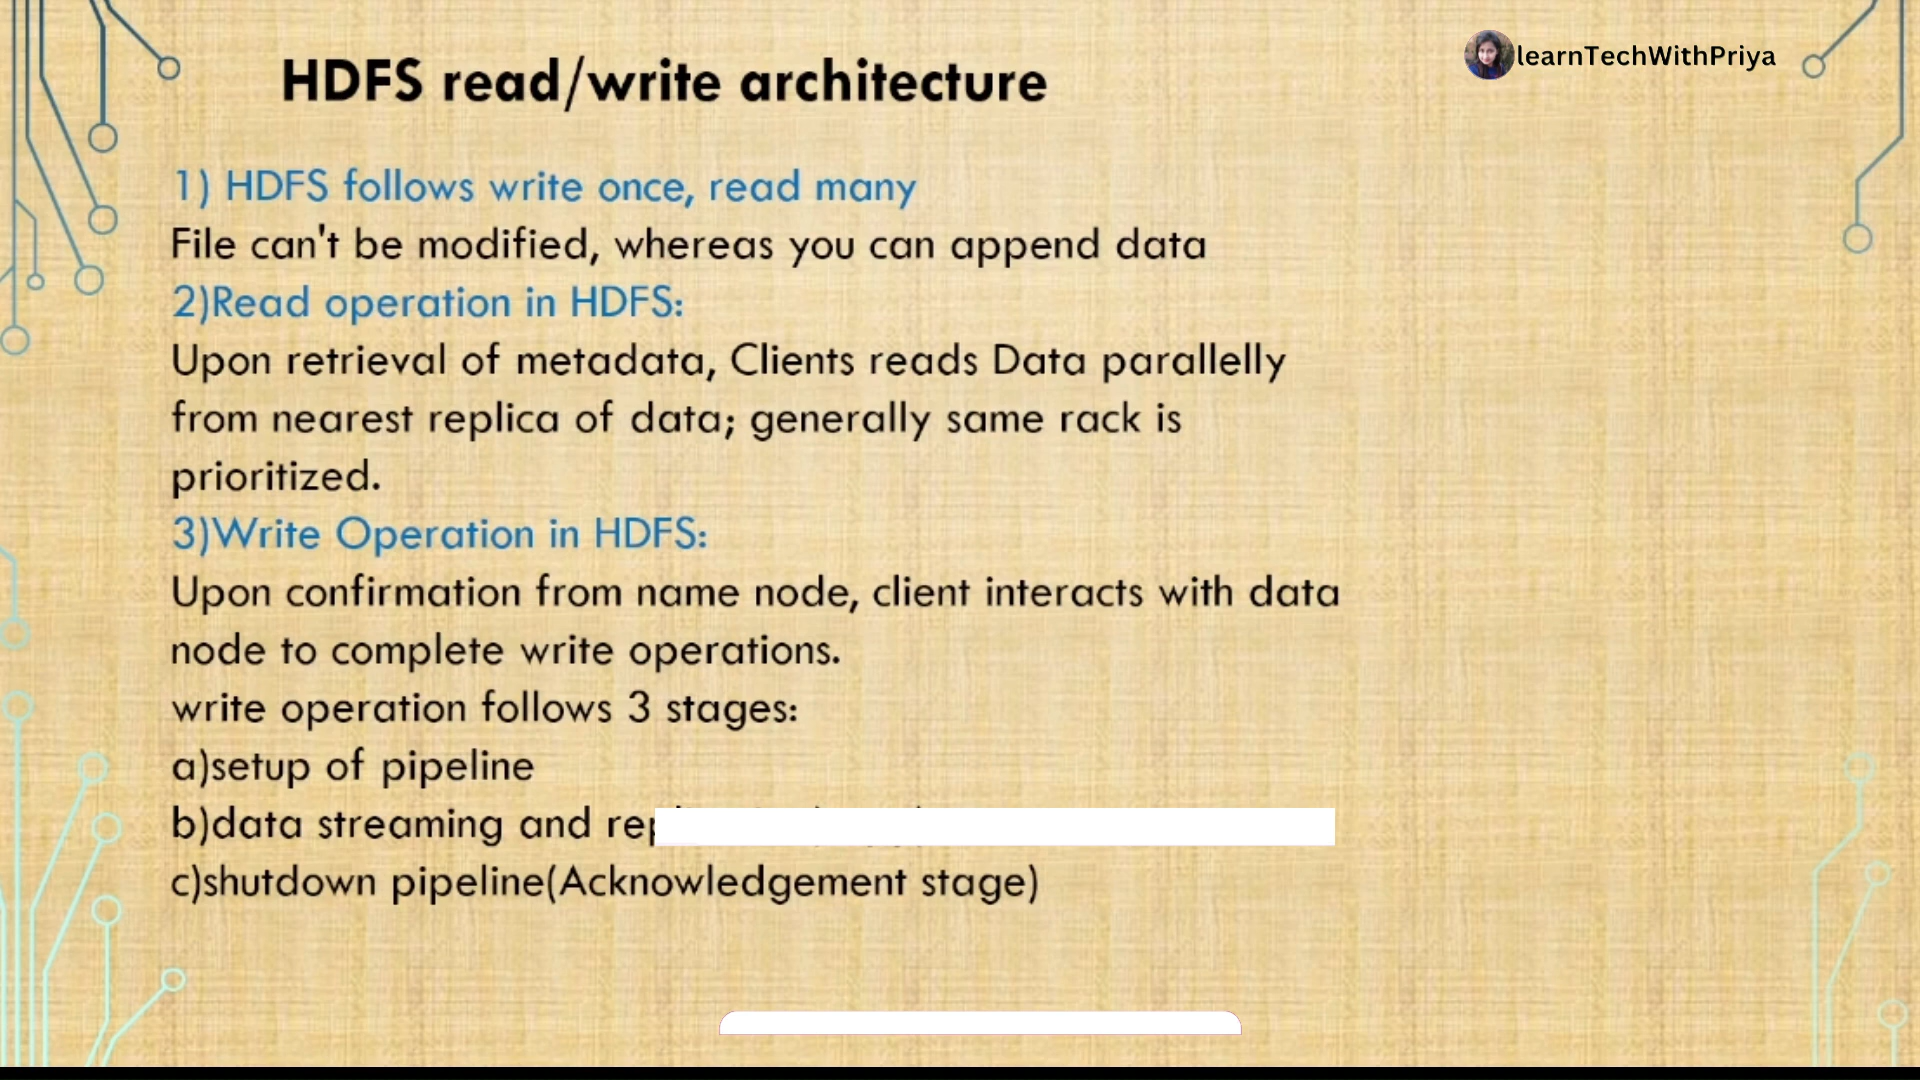 HDFS read/write architecture
learnTechWithPriya
1) HDFS follows write once, read many
File can't be modified, whereas you can append data
2)Read operation in HDFS:
Upon retrieval of metadata, Clients reads Data parallelly
from nearest replica of data; generally same rack is
prioritized.
3)Write Operation in HDFS:
Upon confirmation from name node, client interacts with data
node to complete write operations.
write operation follows 3 stages:
a)setup of pipeline
b)data streaming and
c)shutdown pipeline(Acknowledgement stage)